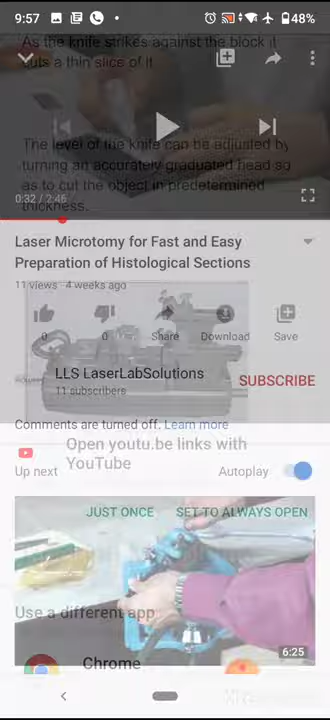 9:57
48%
As the knife strikes against the block it
cuts a thin slice of it
The level of the knife can be adjusted by
turning an accurately graduated head so
as to cut the object in predetermined
thickness.
0:32 / 2:46
Laser Microtomy for Fast and Easy
Preparation of Histological Sections
11 views · 4 weeks ago
0
0
Share
Download
Save
LLS LaserLabSolutions
11 subscribers
SUBSCRIBE
Comments are turned off. Learn more
Open youtu.be links with
YouTube
Up next
Autoplay
JUST ONCE
SET TO ALWAYS OPEN
Use a different app
6:25
Chrome